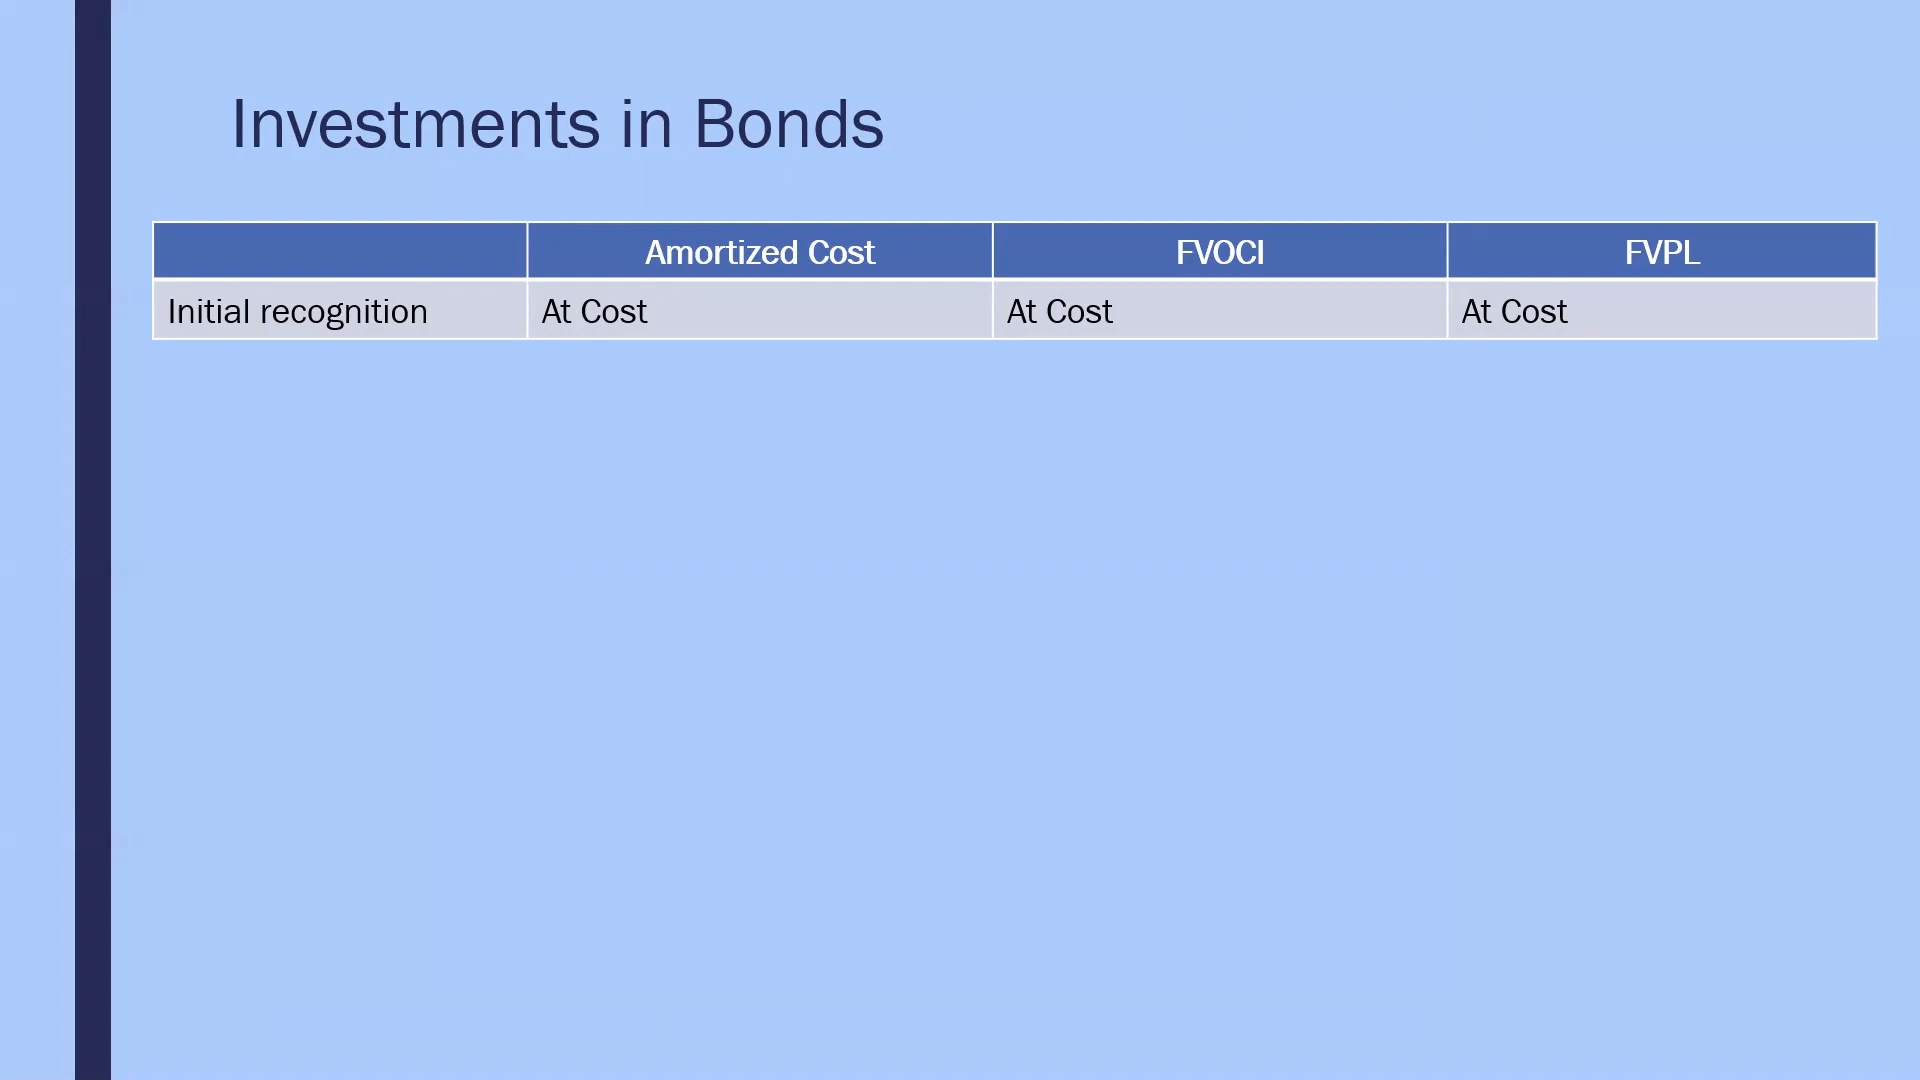 Investments in Bonds
Amortized Cost FVOCI FVPL
Initial recognition At Cost At Cost At Cost